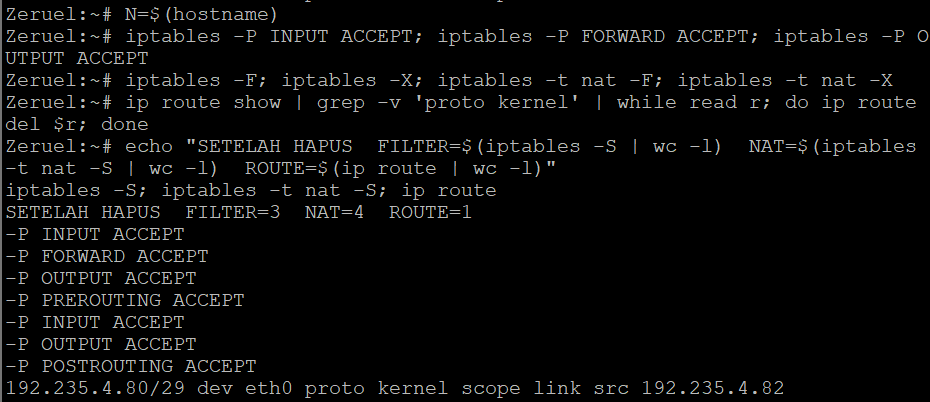 Zeruel:~# N=$(hostname)
Zeruel:~# iptables -P INPUT ACCEPT; iptables -P FORWARD ACCEPT; iptables -P O
UTPUT ACCEPT
Zeruel:~# iptables -F; iptables -X; iptables -t nat -F; iptables -t nat -X
Zeruel:~# ip route show | grep -v 'proto kernel' | while read r; do ip route
del $r; done
Zeruel:~# echo "SETELAH HAPUS  FILTER=$(iptables -S | wc -l)  NAT=$(iptables
-t nat -S | wc -l)  ROUTE=$(ip route | wc -l)"
iptables -S; iptables -t nat -S; ip route
SETELAH HAPUS  FILTER=3  NAT=4  ROUTE=1
-P INPUT ACCEPT
-P FORWARD ACCEPT
-P OUTPUT ACCEPT
-P PREROUTING ACCEPT
-P INPUT ACCEPT
-P OUTPUT ACCEPT
-P POSTROUTING ACCEPT
192.235.4.80/29 dev eth0 proto kernel scope link src 192.235.4.82